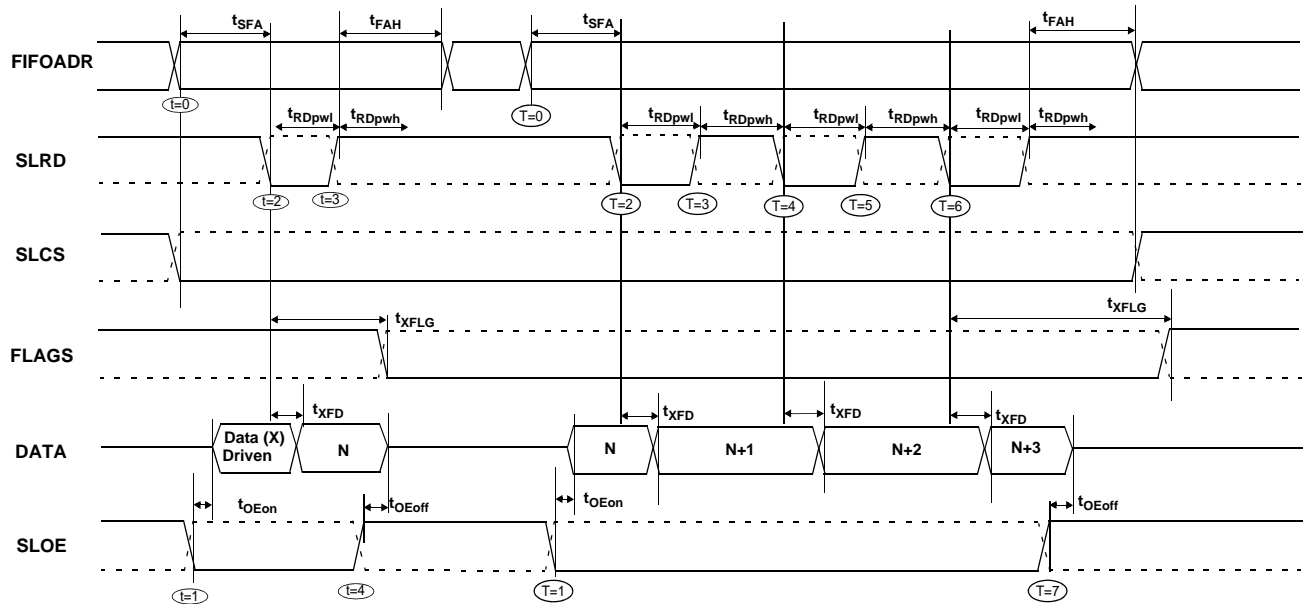 tSFA tFAH tSFA tFAH
FIFOADR
t=0 T=0
tRDpwl tRDpwh tRDpwl tRDpwh tRDpwl tRDpwh tRDpwl tRDpwh
SLRD
t=2 t=3 T=2 T=3 T=4 T=5 T=6
SLCS
tXFLG tXFLG
FLAGS
tXFD tXFD tXFD tXFD
DATA
Data (X)
Driven
N N N+1 N+2 N+3
tOEon tOEoff tOEon tOEoff
SLOE
t=1 t=4 T=1 T=7